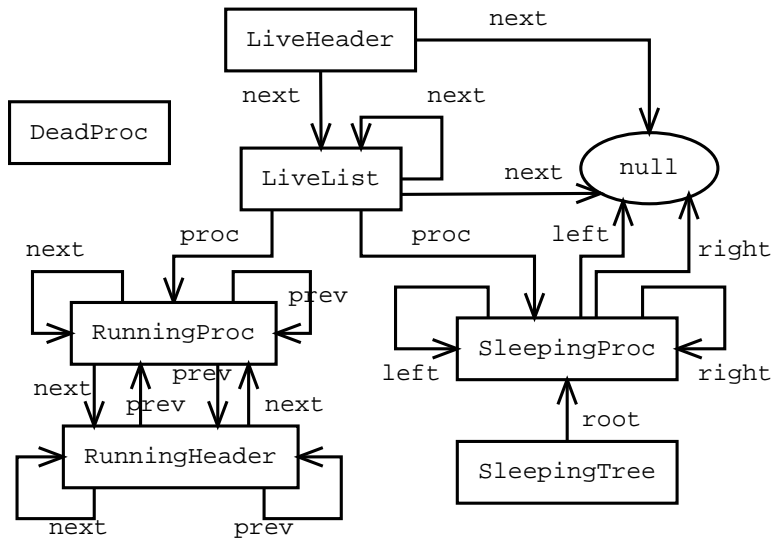 next
LiveHeader
next
next
DeadProc
LiveList
next
null
proc
proc
left
right
next
prev
RunningProc
SleepingProc
left
right
next
prev
prev
next
root
RunningHeader
SleepingTree
next
prev